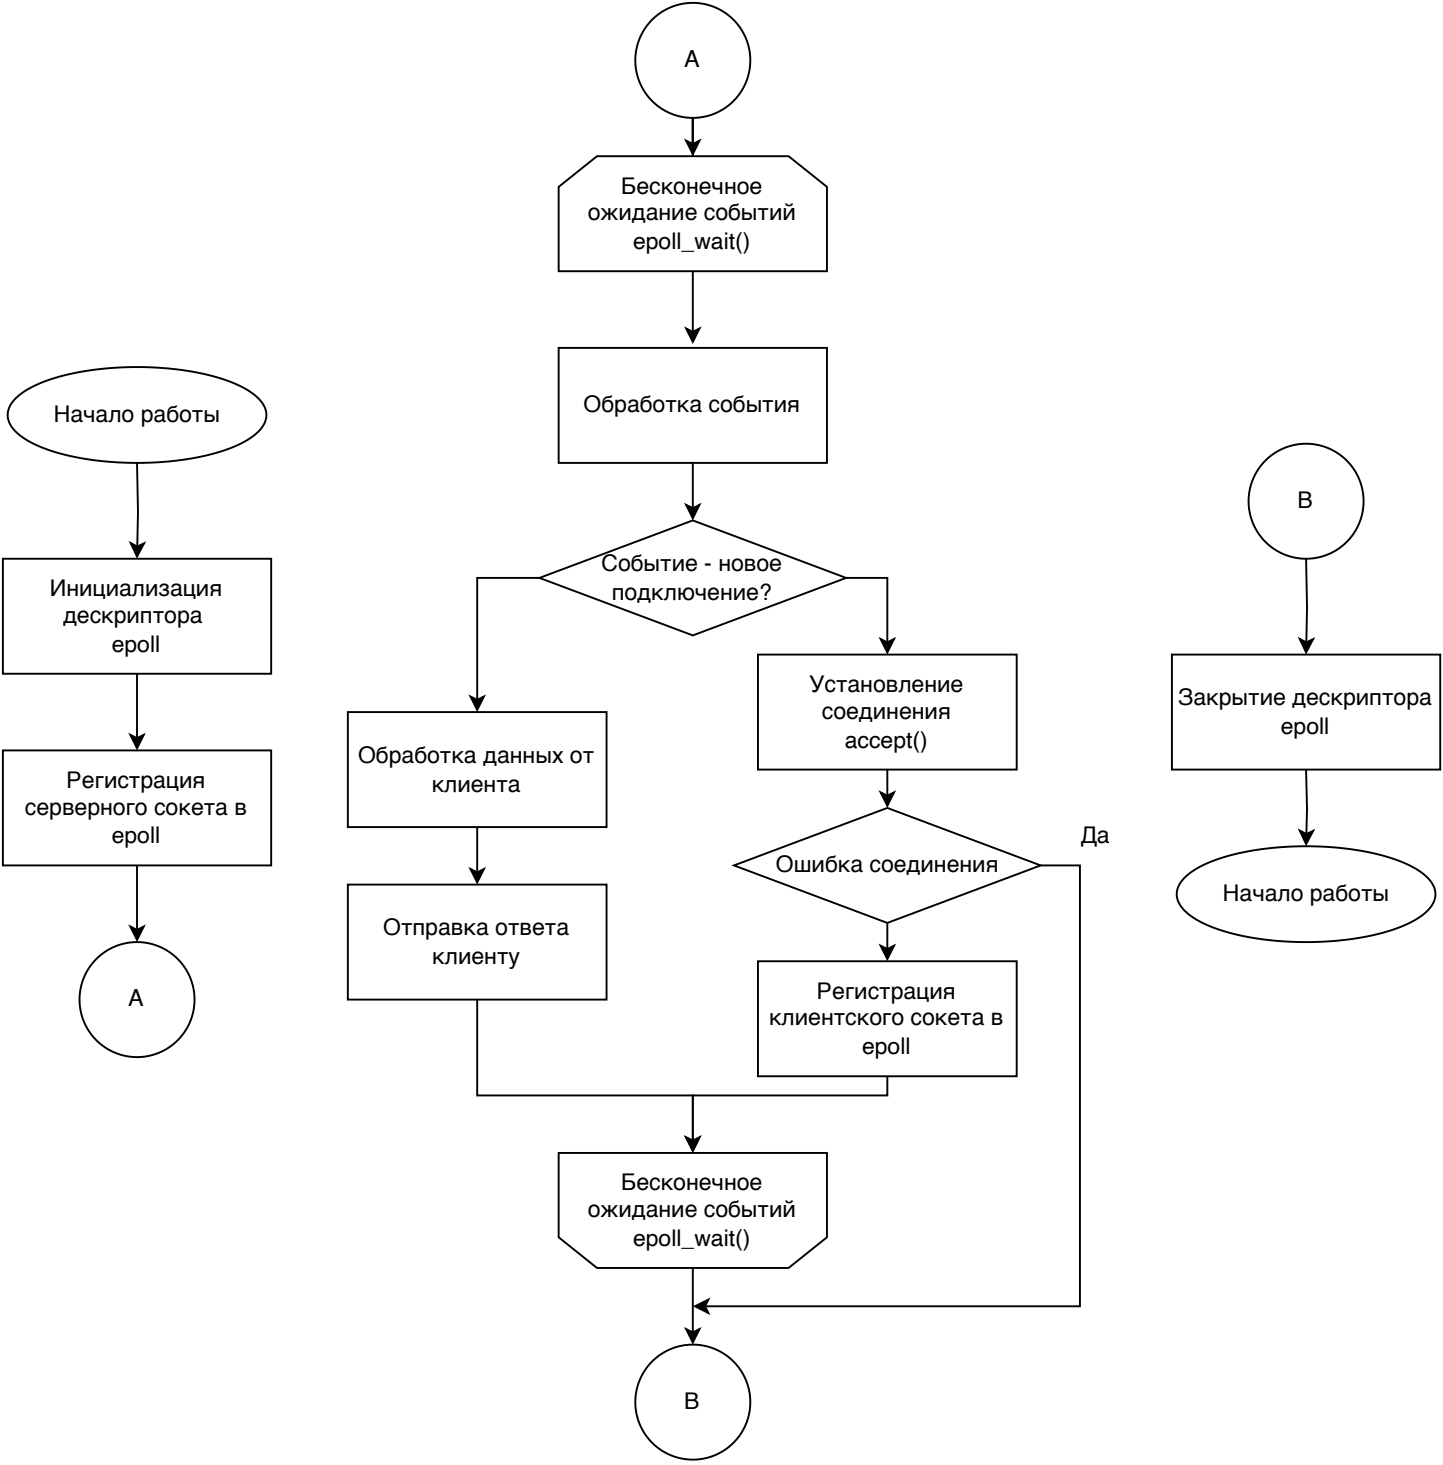 Начало работы
Инициализация
дескриптора
epoll
Регистрация
серверного сокета в
epoll
A
A
Бесконечное
ожидание событий
epoll_wait()
Обработка события
Событие - новое
подключение?
Обработка данных от
клиента
Отправка ответа
клиенту
Установление
соединения
accept()
Ошибка соединения
Да
Регистрация
клиентского сокета в
epoll
Бесконечное
ожидание событий
epoll_wait()
B
B
Закрытие дескриптора
epoll
Начало работы